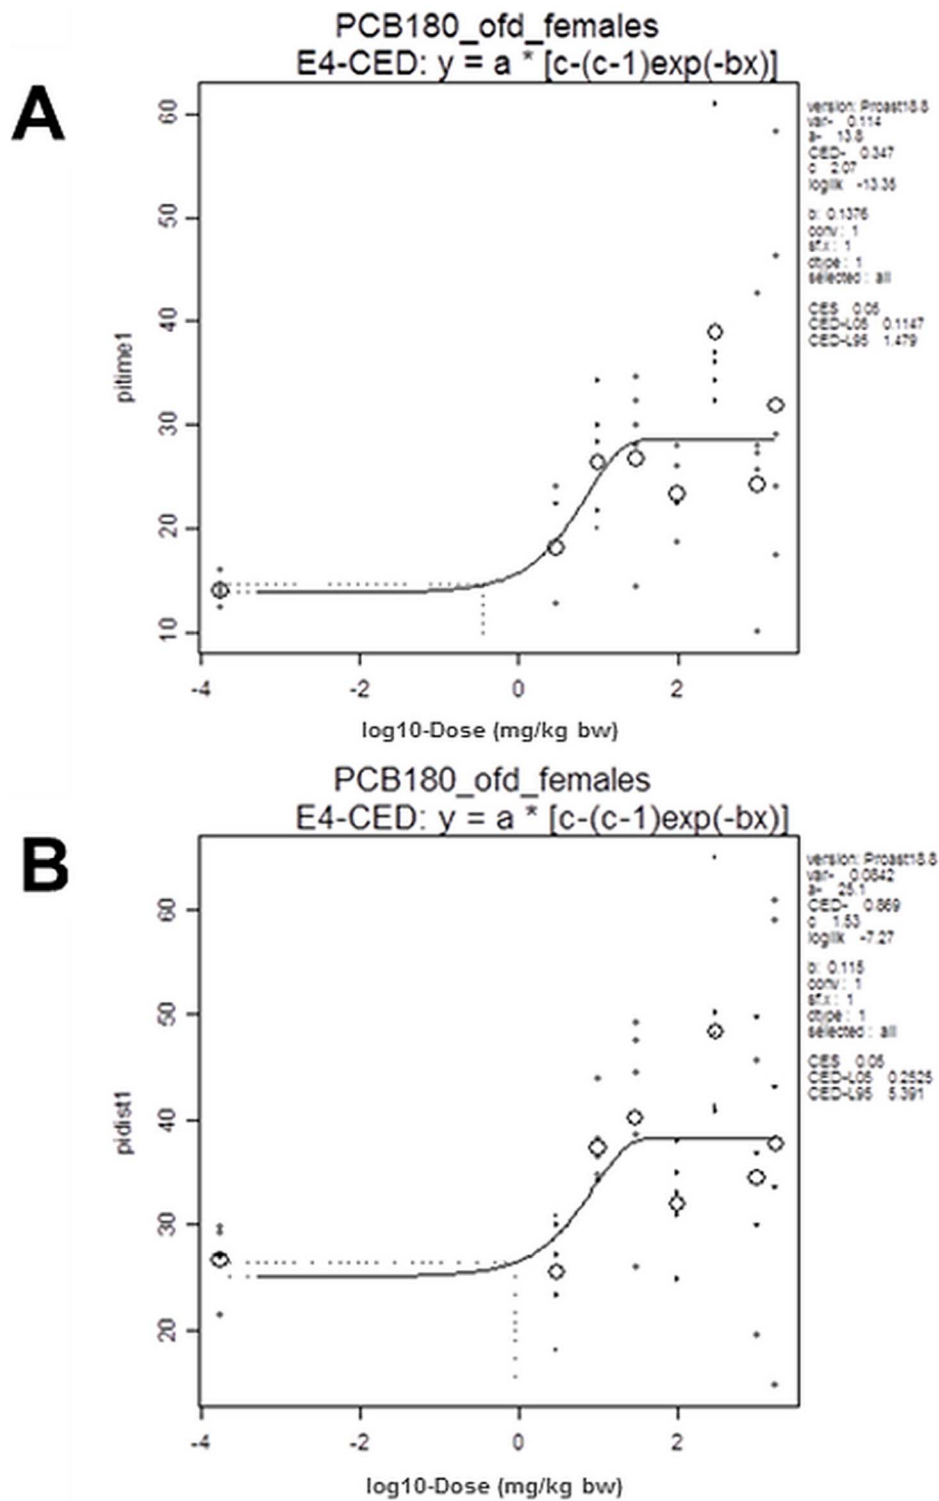 PCB180_ofd_females
E4-CED: y = a * [c-(c-1)exp(-bx)]
A
version: Proast18.8
var- 0.114
a- 13.8
CED- 0.347
c 2.07
loglik -13.35
b: 0.1376
conv : 1
sf.x : 1
dtype : 1
selected : all
CES 0.05
CED-L05 0.1147
CED-L95 1.479
60
50
40
30
20
10
pitime1
-4 -2 0 2
log10-Dose (mg/kg bw)
PCB180_ofd_females
E4-CED: y = a * [c-(c-1)exp(-bx)]
B
version: Proast18.8
var- 0.0842
a- 25.1
CED- 0.869
c 1.53
loglik -7.27
b: 0.115
conv : 1
sf.x : 1
dtype : 1
selected : all
CES 0.05
CED-L05 0.2525
CED-L95 5.391
60
50
40
30
20
pidist1
-4 -2 0 2
log10-Dose (mg/kg bw)